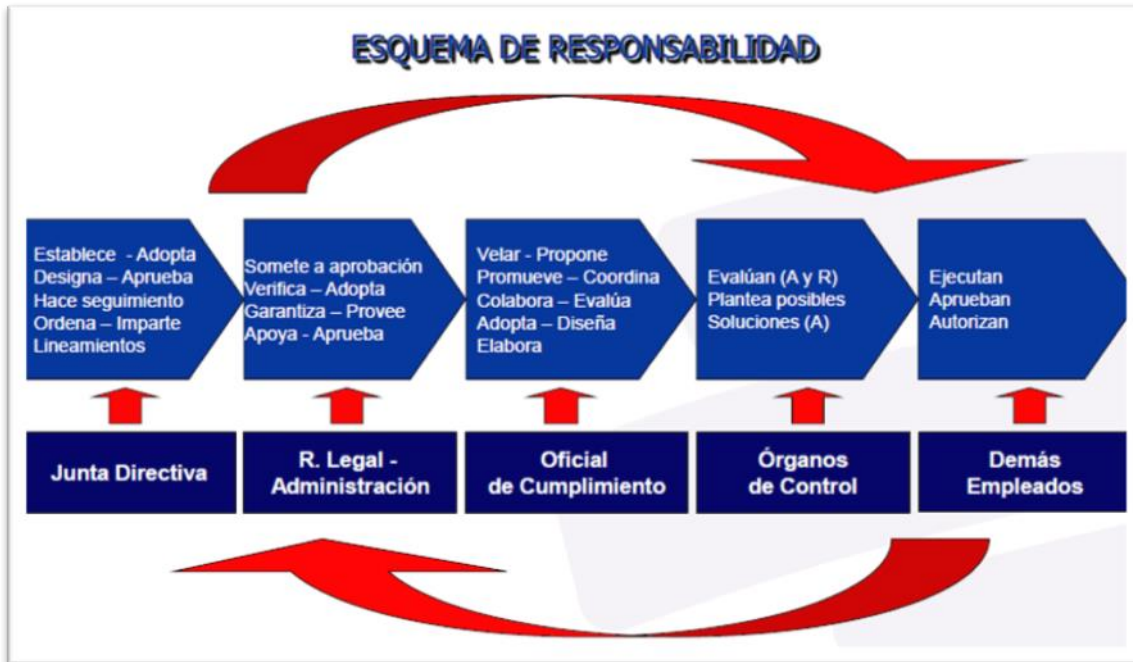 ESQUEMA DE RESPONSABILIDAD
Establece - Adopta
Designa – Aprueba
Hace seguimiento
Ordena – Imparte
Lineamientos
Somete a aprobación
Verifica – Adopta
Garantiza – Provee
Apoya - Aprueba
Velar - Propone
Promueve – Coordina
Colabora – Evalúa
Adopta – Diseña
Elabora
Evalúan (A y R)
Plantea posibles
Soluciones (A)
Ejecutan
Aprueban
Autorizan
Junta Directiva
R. Legal -
Administración
Oficial
de Cumplimiento
Órganos
de Control
Demás
Empleados